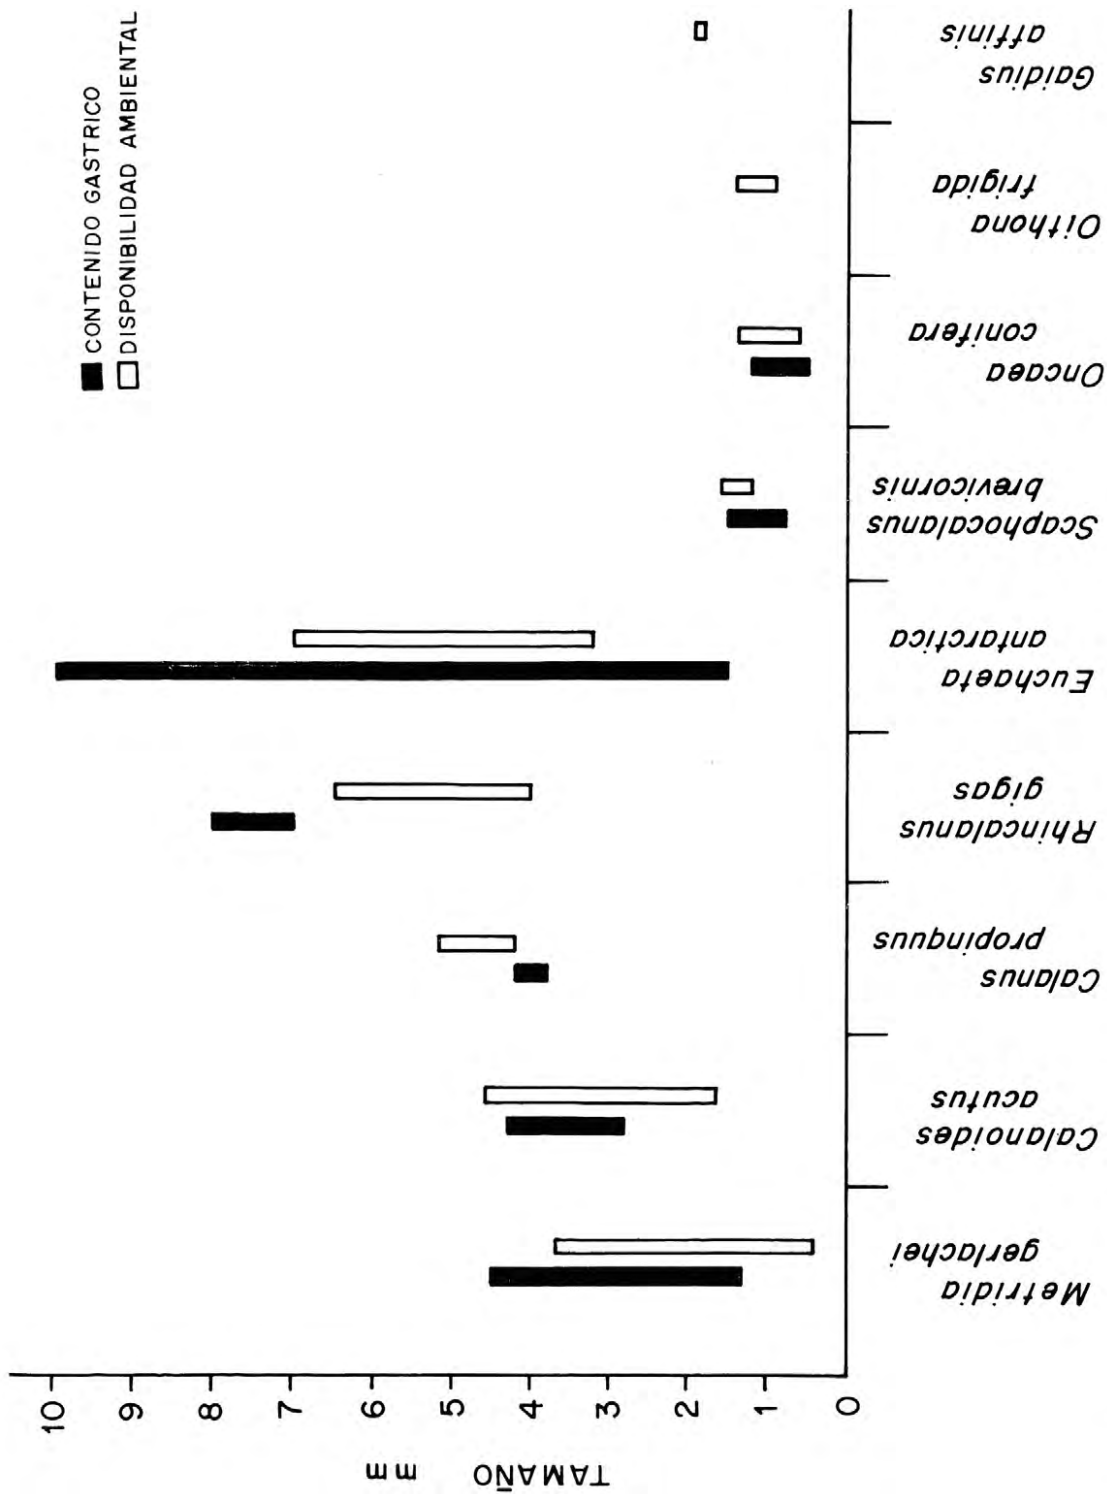 CONTENIDO GASTRICO
DISPONIBILIDAD AMBIENTAL
TAMAÑO mm
10
9
8
7
6
5
4
3
2
1
0
Metridia
gerlachei
Calanoides
acutus
Calanus
propinquus
Rhincalanus
gigas
Euchaeta
antarctica
Scaphocalanus
brevicornis
Oncaea
conifera
Oithona
frigida
Gaidius
affinis